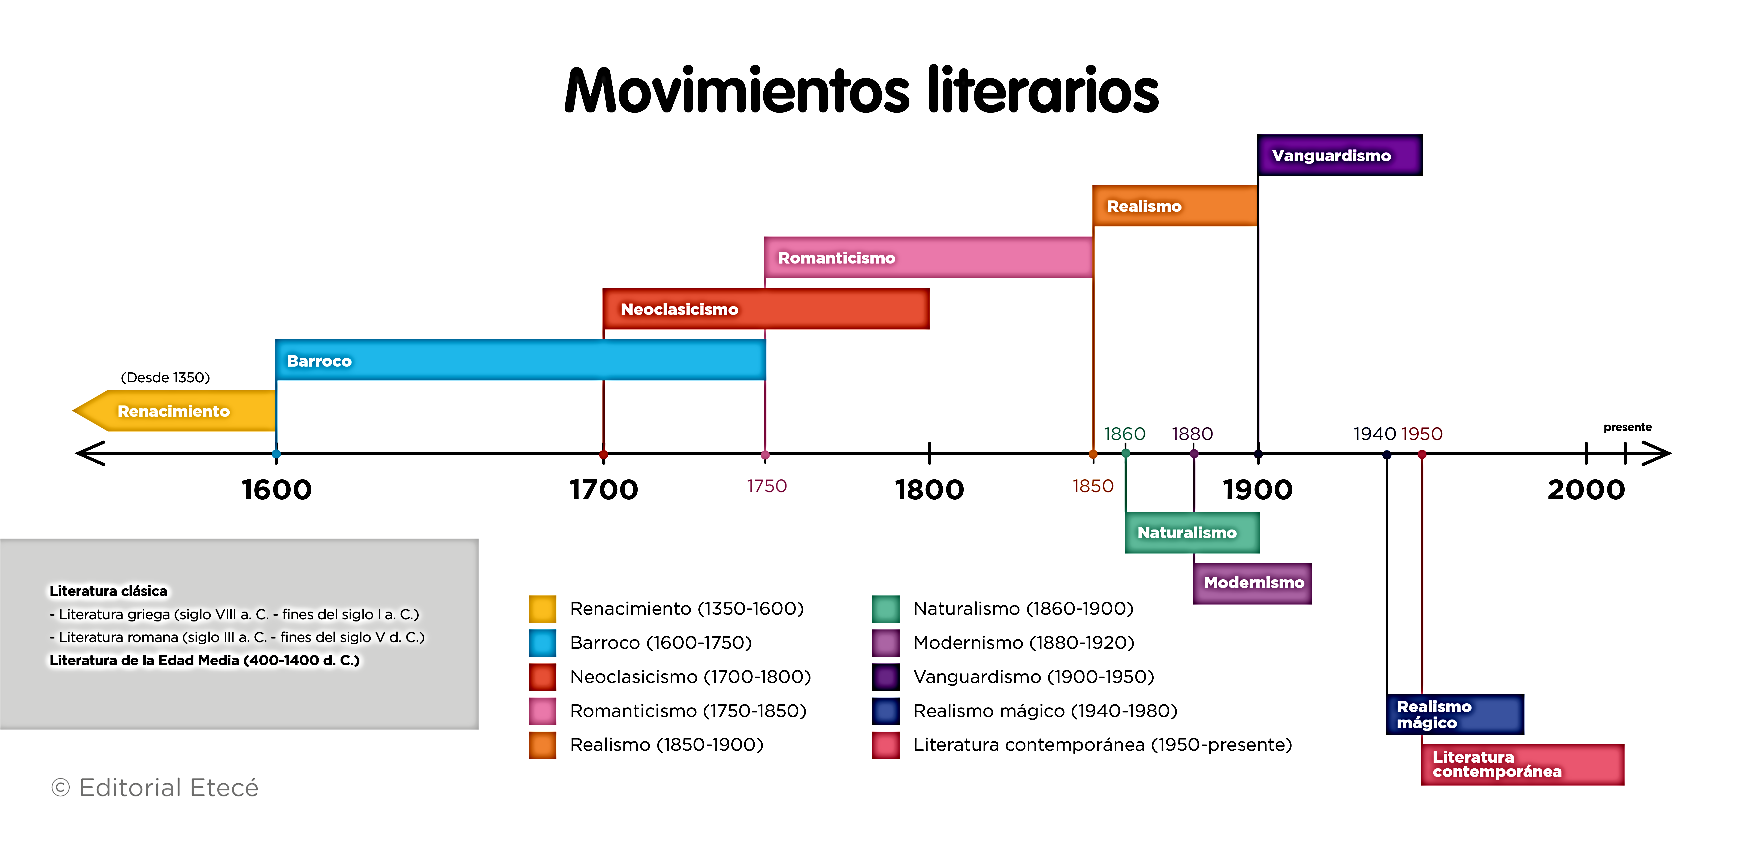 Movimientos literarios
Vanguardismo
Realismo
Romanticismo
Neoclasicismo
Barroco
(Desde 1350)
Renacimiento
1860 1880 1940 1950 presente
1600 1700 1750 1800 1850 1900 2000
Naturalismo
Modernismo
Literatura clásica
- Literatura griega (siglo VIII a. C. - fines del siglo I a. C.)
- Literatura romana (siglo III a. C. - fines del siglo V d. C.)
Literatura de la Edad Media (400-1400 d. C.)
Renacimiento (1350-1600)
Barroco (1600-1750)
Neoclasicismo (1700-1800)
Romanticismo (1750-1850)
Realismo (1850-1900)
Naturalismo (1860-1900)
Modernismo (1880-1920)
Vanguardismo (1900-1950)
Realismo mágico (1940-1980)
Literatura contemporánea (1950-presente)
Realismo
mágico
Literatura
contemporánea
© Editorial Etecé